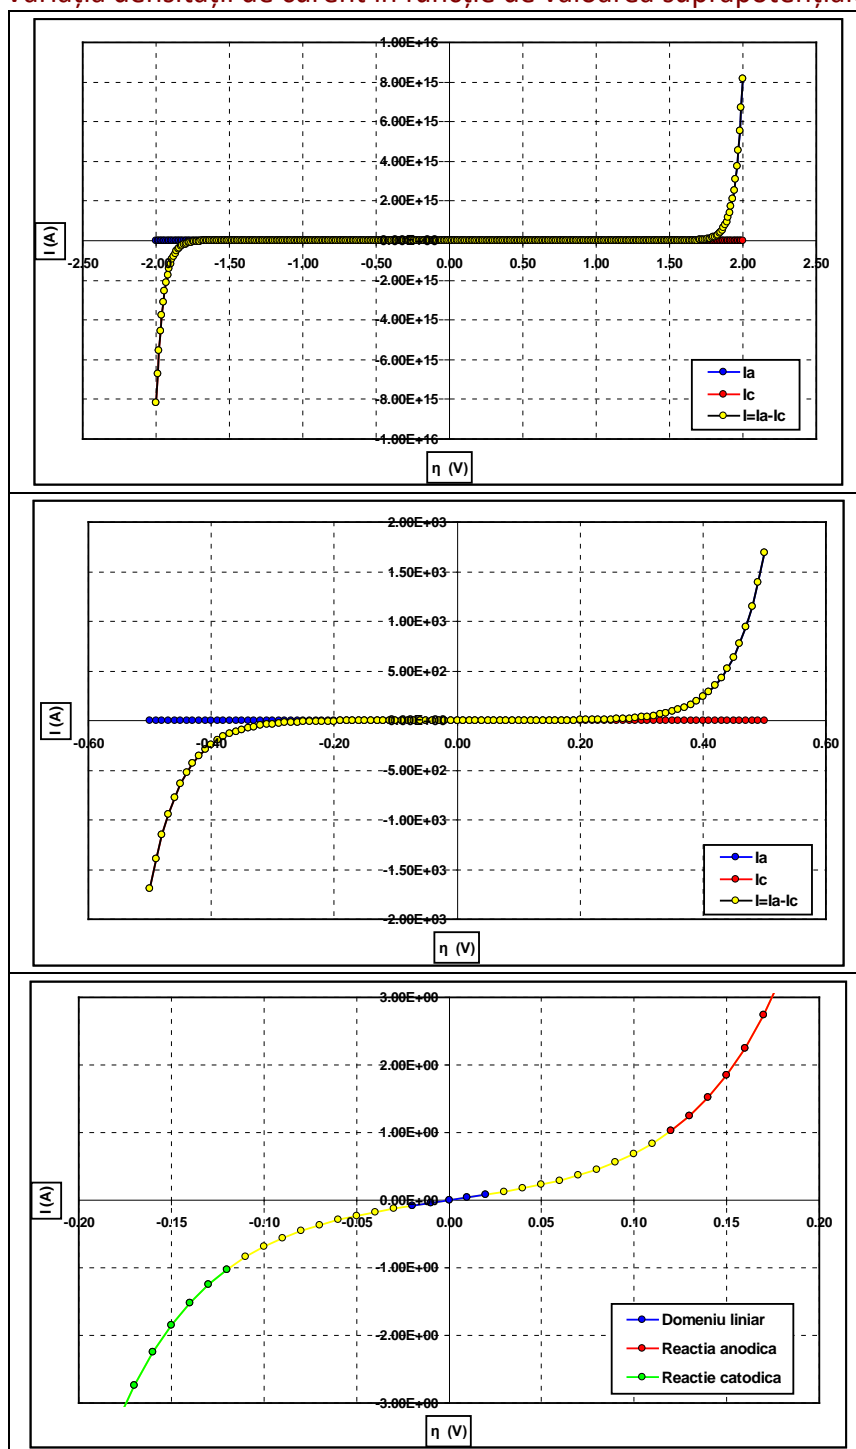 Variația densității de curent în funcție de valoarea suprapotenția
1.00E+16
8.00E+15
6.00E+15
4.00E+15
2.00E+15
0.00E+00
-2.00E+15
-4.00E+15
-6.00E+15
-8.00E+15
-1.00E+16
-2.50 -2.00 -1.50 -1.00 -0.50 0.00 0.50 1.00 1.50 2.00 2.50
I (A)
η (V)
Ia
Ic
I=Ia-Ic
2.00E+03
1.50E+03
1.00E+03
5.00E+02
0.00E+00
-5.00E+02
-1.00E+03
-1.50E+03
-2.00E+03
-0.60 -0.40 -0.20 0.00 0.20 0.40 0.60
I (A)
η (V)
Ia
Ic
I=Ia-Ic
3.00E+00
2.00E+00
1.00E+00
0.00E+00
-1.00E+00
-2.00E+00
-3.00E+00
-0.20 -0.15 -0.10 -0.05 0.00 0.05 0.10 0.15 0.20
I (A)
η (V)
Domeniu liniar
Reactia anodica
Reactie catodica